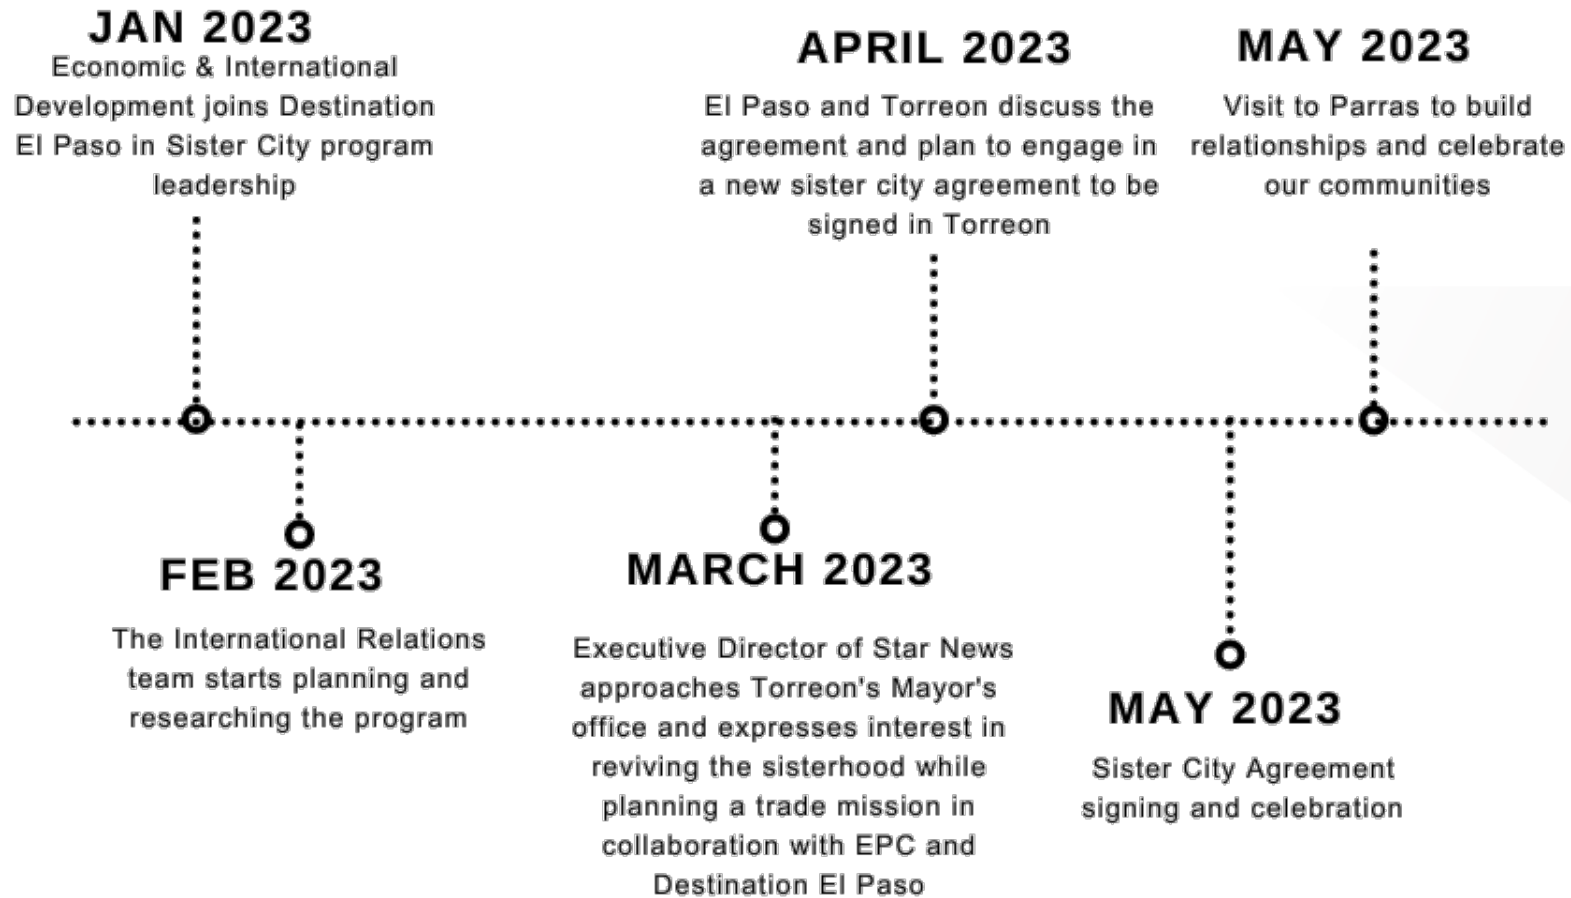 JAN 2023
Economic & International
Development joins Destination
El Paso in Sister City program
leadership
FEB 2023
The International Relations
team starts planning and
researching the program
MARCH 2023
Executive Director of Star News
approaches Torreon's Mayor's
office and expresses interest in
reviving the sisterhood while
planning a trade mission in
collaboration with EPC and
Destination El Paso
APRIL 2023
El Paso and Torreon discuss the
agreement and plan to engage in
a new sister city agreement to be
signed in Torreon
MAY 2023
Sister City Agreement
signing and celebration
MAY 2023
Visit to Parras to build
relationships and celebrate
our communities